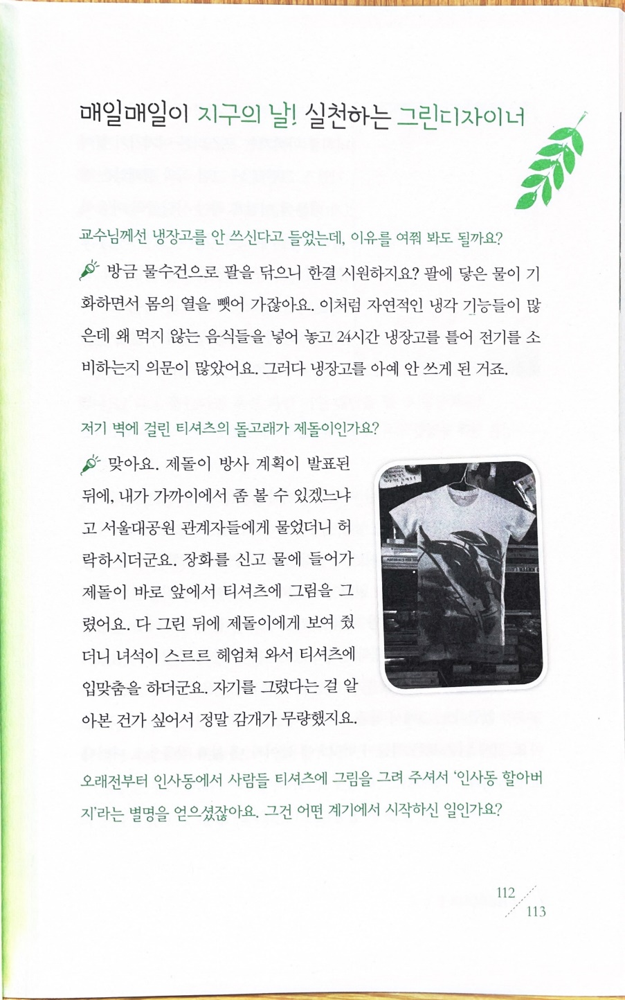 매일매일이 지구의 날! 실천하는 그린디자이너
교수님께선 냉장고를 안 쓰신다고 들었는데, 이유를 여쭤 봐도 될까요?
방금 물수건으로 팔을 닦으니 한결 시원하지요? 팔에 닿은 물이 기
화하면서 몸의 열을 뺏어 가잖아요. 이처럼 자연적인 냉각 기능들이 많
은데 왜 먹지 않는 음식들을 넣어 놓고 24시간 냉장고를 틀어 전기를 소
비하는지 의문이 많았어요. 그러다 냉장고를 아예 안 쓰게 된 거죠.
저기 벽에 걸린 티셔츠의 돌고래가 제돌이인가요?
맞아요. 제돌이 방사 계획이 발표된
뒤에, 내가 가까이에서 좀 볼 수 있겠느냐
고 서울대공원 관계자들에게 물었더니 허
락하시더군요. 장화를 신고 물에 들어가
제돌이 바로 앞에서 티셔츠에 그림을 그
렸어요. 다 그린 뒤에 제돌이에게 보여 줬
더니 녀석이 스르르 헤엄쳐 와서 티셔츠에
입맞춤을 하더군요. 자기를 그렸다는 걸 알
아본 건가 싶어서 정말 감개가 무량했지요.
오래전부터 인사동에서 사람들 티셔츠에 그림을 그려 주셔서 ‘인사동 할아버
지’라는 별명을 얻으셨잖아요. 그건 어떤 계기에서 시작하신 일인가요?
112
113